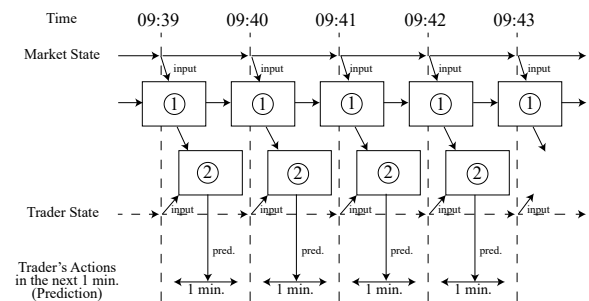 Time 09:39 09:40 09:41 09:42 09:43
Market State
input input input input input
① ① ① ① ①
② ② ② ②
Trader State
input input input input input
pred. pred. pred. pred.
Trader's Actions
in the next 1 min.
(Prediction)
1 min. 1 min. 1 min. 1 min.